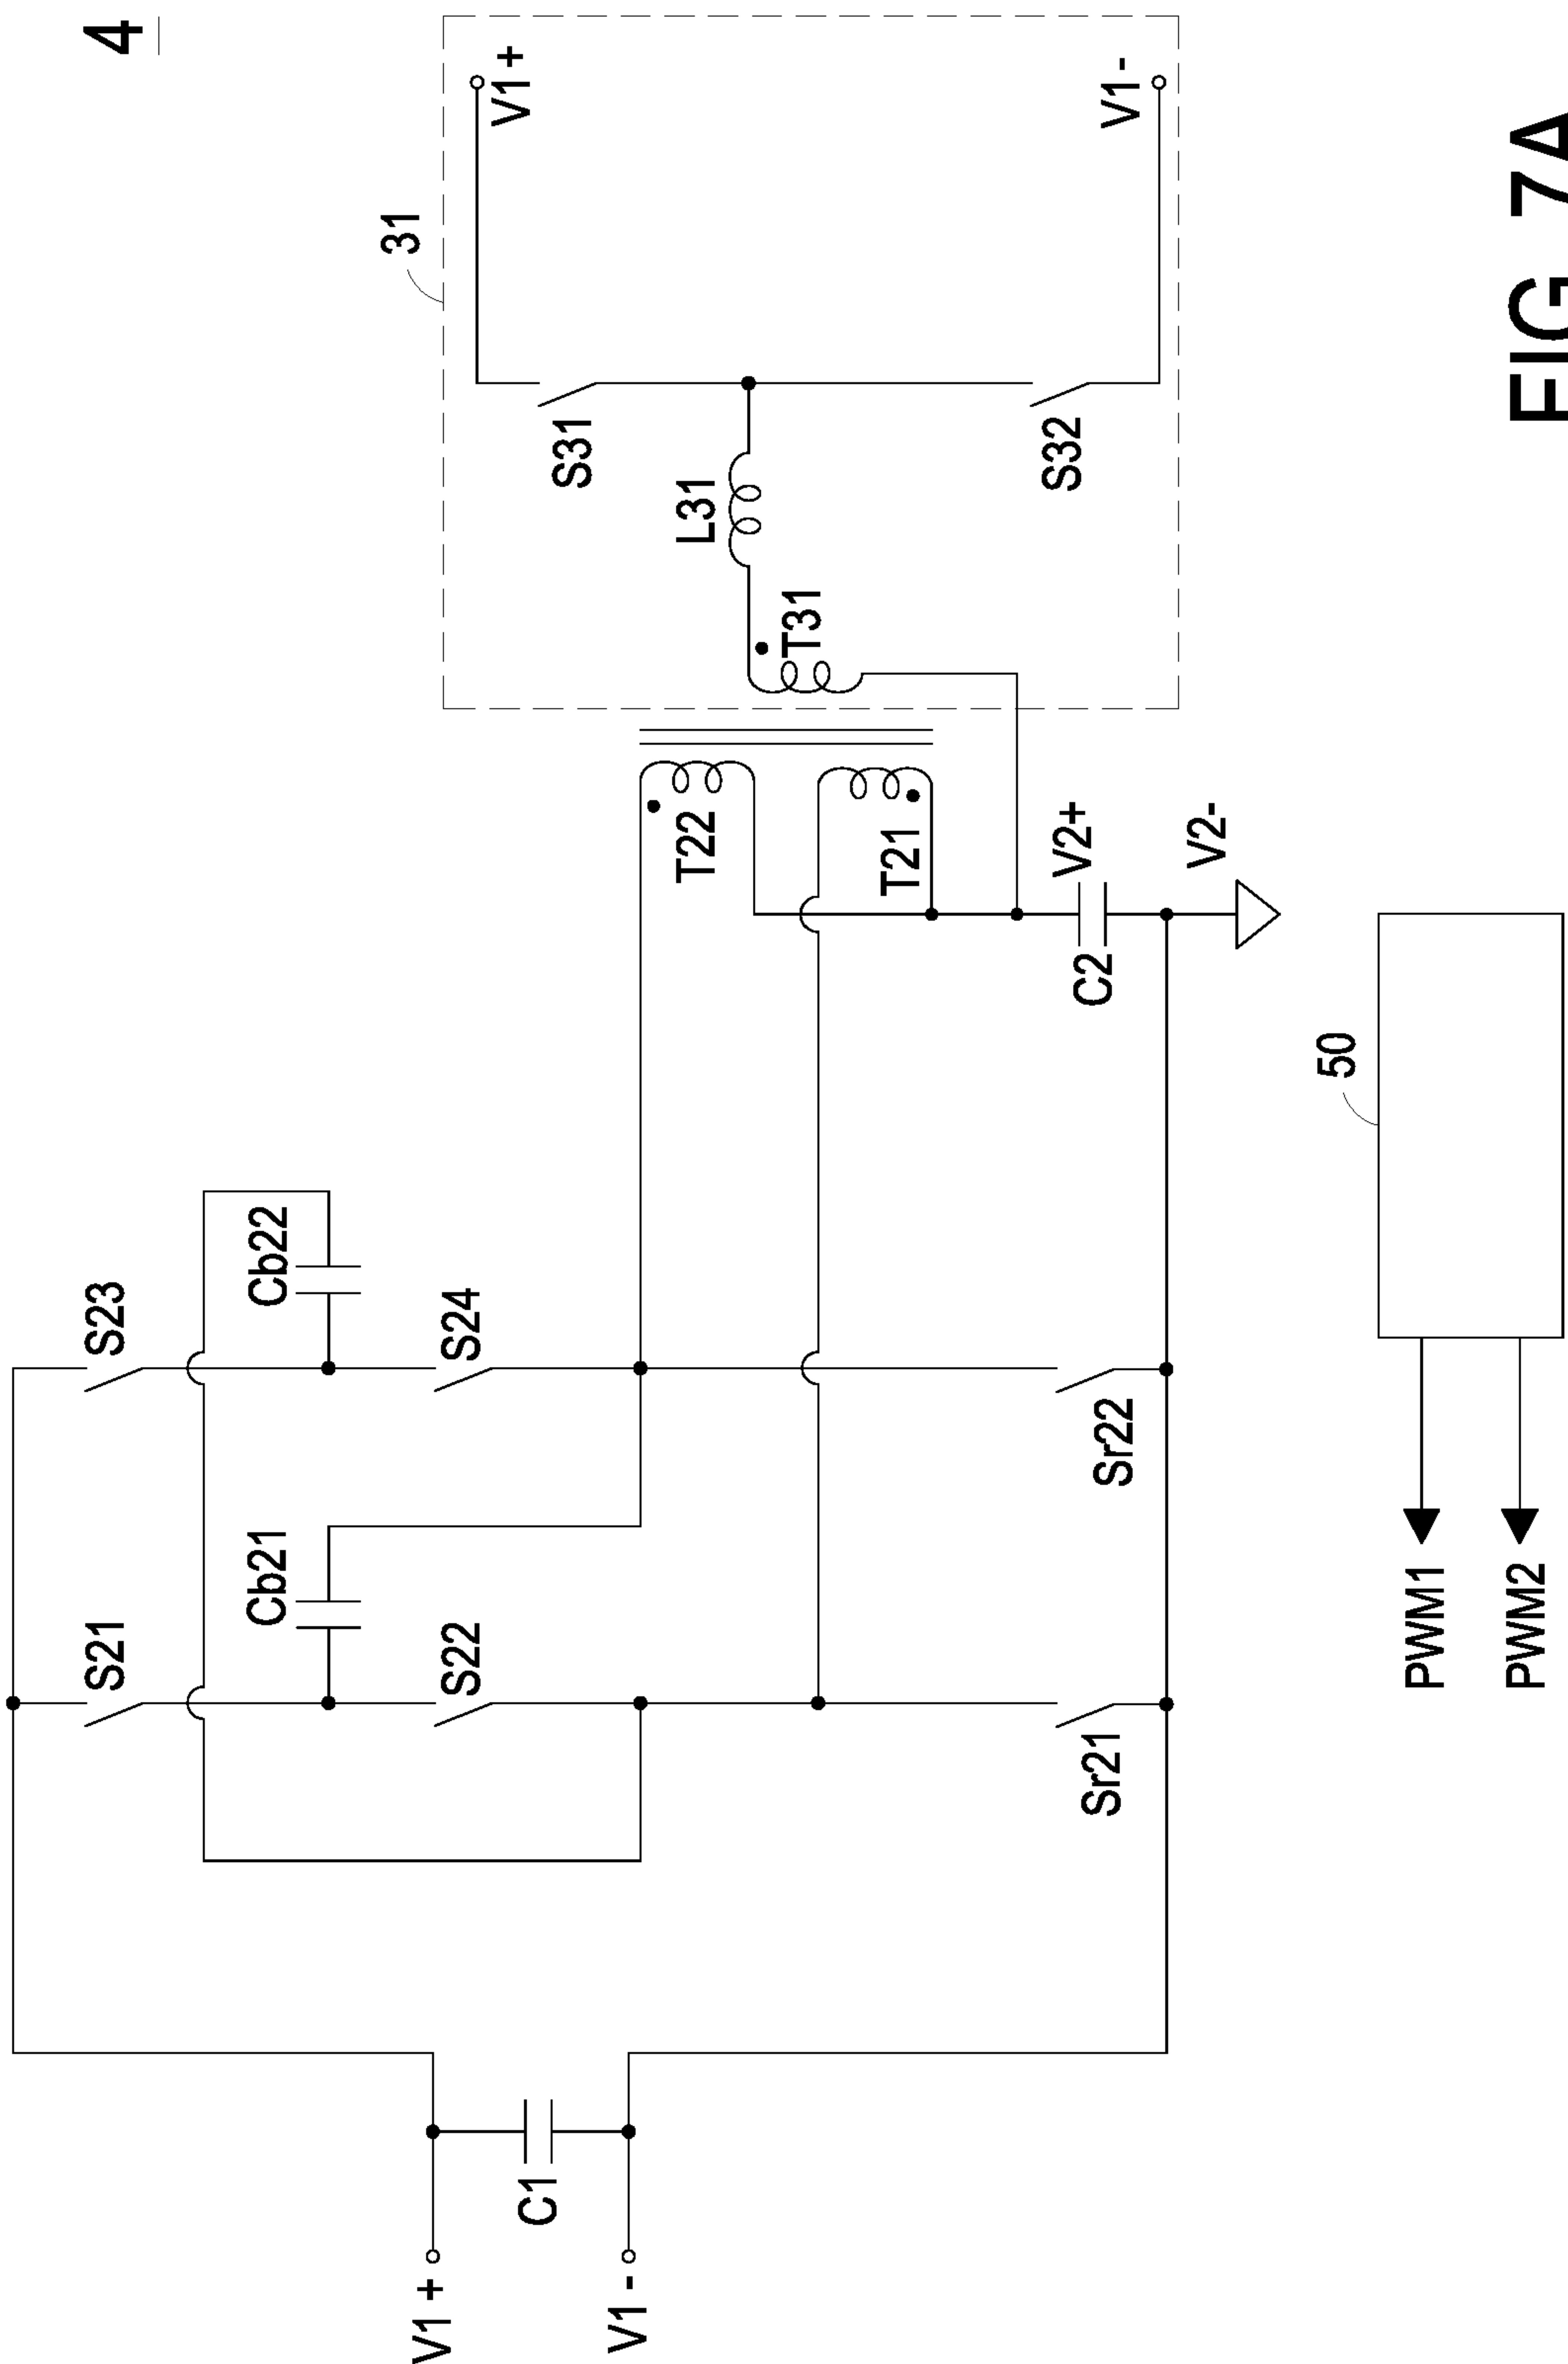 4
V1+
V1-
31
S31
S32
L31
T31
T22
T21
V2+
C2
V2-
50
Cb22
S23
S24
Sr22
Cb21
S21
S22
Sr21
PWM1
PWM2
C1
V1+
V1-
FIG. 7A